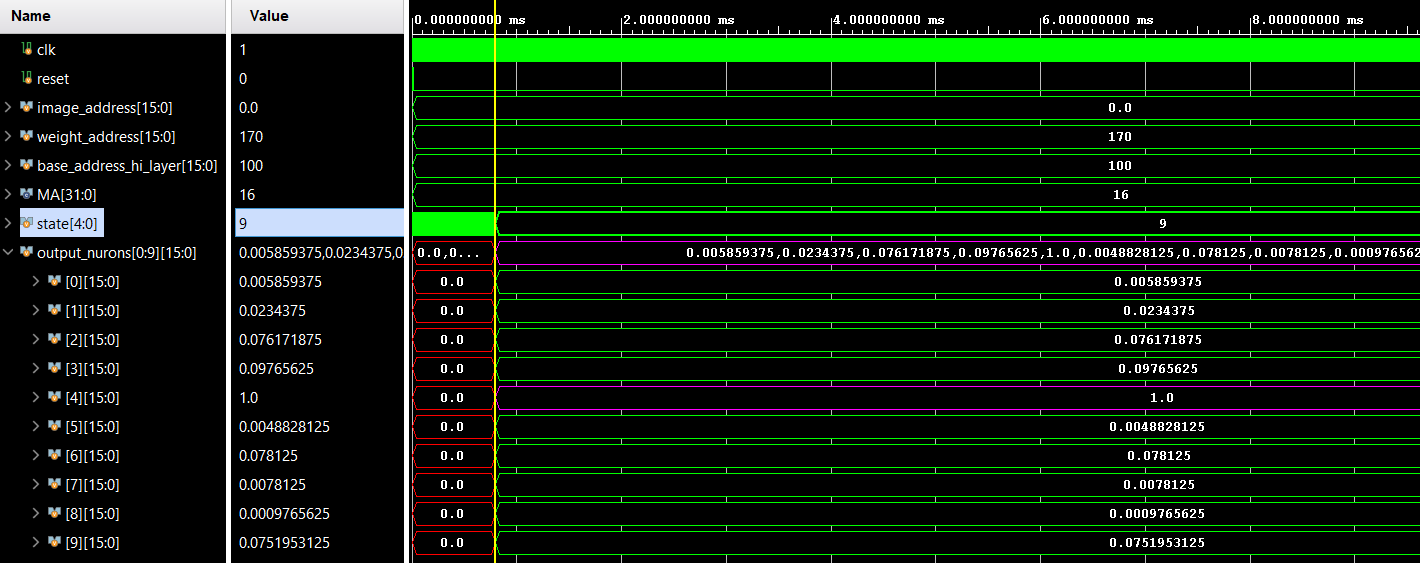 Name Value 0.000000000 ms 2.000000000 ms 4.000000000 ms 6.000000000 ms 8.000000000 ms
clk 1
reset 0
image_address[15:0] 0.0 0.0
weight_address[15:0] 170 170
base_address_hi_layer[15:0] 100 100
MA[31:0] 16 16
state[4:0] 9 9
output_nurons[0:9][15:0] 0.005859375,0.0234375,0 0.0,0... 0.005859375,0.0234375,0.076171875,0.09765625,1.0,0.0048828125,0.078125,0.0078125,0.000976562
[0][15:0] 0.005859375 0.0 0.005859375
[1][15:0] 0.0234375 0.0 0.0234375
[2][15:0] 0.076171875 0.0 0.076171875
[3][15:0] 0.09765625 0.0 0.09765625
[4][15:0] 1.0 0.0 1.0
[5][15:0] 0.0048828125 0.0 0.0048828125
[6][15:0] 0.078125 0.0 0.078125
[7][15:0] 0.0078125 0.0 0.0078125
[8][15:0] 0.0009765625 0.0 0.0009765625
[9][15:0] 0.0751953125 0.0 0.0751953125